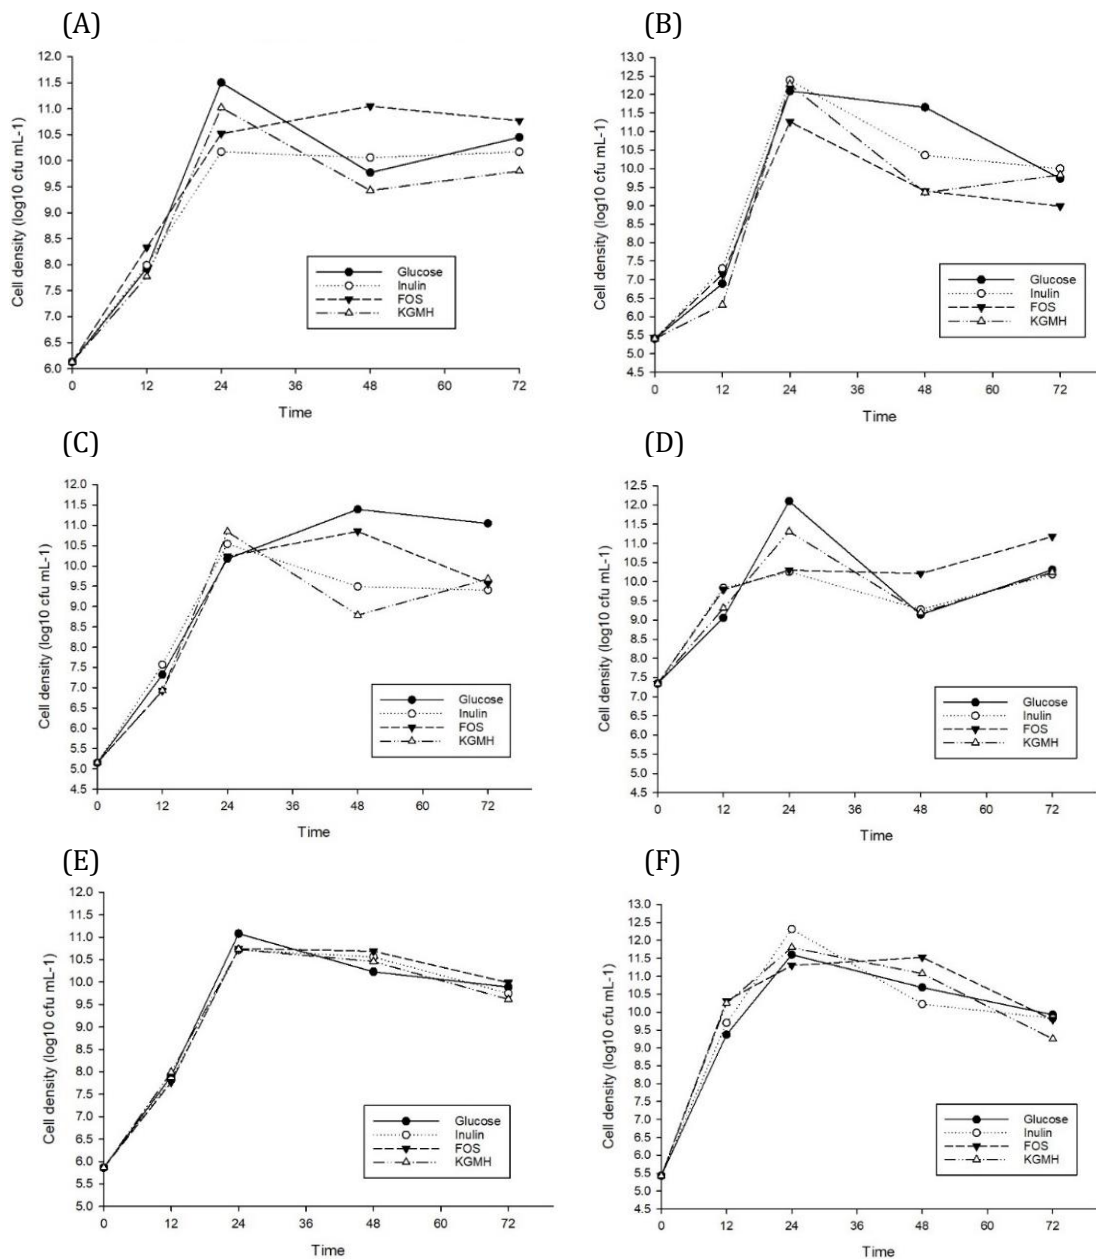 (A)
Cell density (log10 cfu mL-1)
12.0
11.5
11.0
10.5
10.0
9.5
9.0
8.5
8.0
7.5
7.0
6.5
6.0
0 12 24 36 48 60 72
Time
Glucose
Inulin
FOS
KGMH
(B)
Cell density (log10 cfu mL-1)
13.0
12.5
12.0
11.5
11.0
10.5
10.0
9.5
9.0
8.5
8.0
7.5
7.0
6.5
6.0
5.5
5.0
4.5
0 12 24 36 48 60 72
Time
Glucose
Inulin
FOS
KGMH
(C)
Cell density (log10 cfu mL-1)
12.0
11.5
11.0
10.5
10.0
9.5
9.0
8.5
8.0
7.5
7.0
6.5
6.0
5.5
5.0
4.5
0 12 24 36 48 60 72
Time
Glucose
Inulin
FOS
KGMH
(D)
Cell density (log10 cfu mL-1)
12.5
12.0
11.5
11.0
10.5
10.0
9.5
9.0
8.5
8.0
7.5
7.0
6.5
6.0
5.5
5.0
4.5
0 12 24 36 48 60 72
Time
Glucose
Inulin
FOS
KGMH
(E)
Cell density (log10 cfu mL-1)
12.0
11.5
11.0
10.5
10.0
9.5
9.0
8.5
8.0
7.5
7.0
6.5
6.0
5.5
5.0
0 12 24 36 48 60 72
Time
Glucose
Inulin
FOS
KGMH
(F)
Cell density (log10 cfu mL-1)
13.0
12.5
12.0
11.5
11.0
10.5
10.0
9.5
9.0
8.5
8.0
7.5
7.0
6.5
6.0
5.5
5.0
4.5
0 12 24 36 48 60 72
Time
Glucose
Inulin
FOS
KGMH